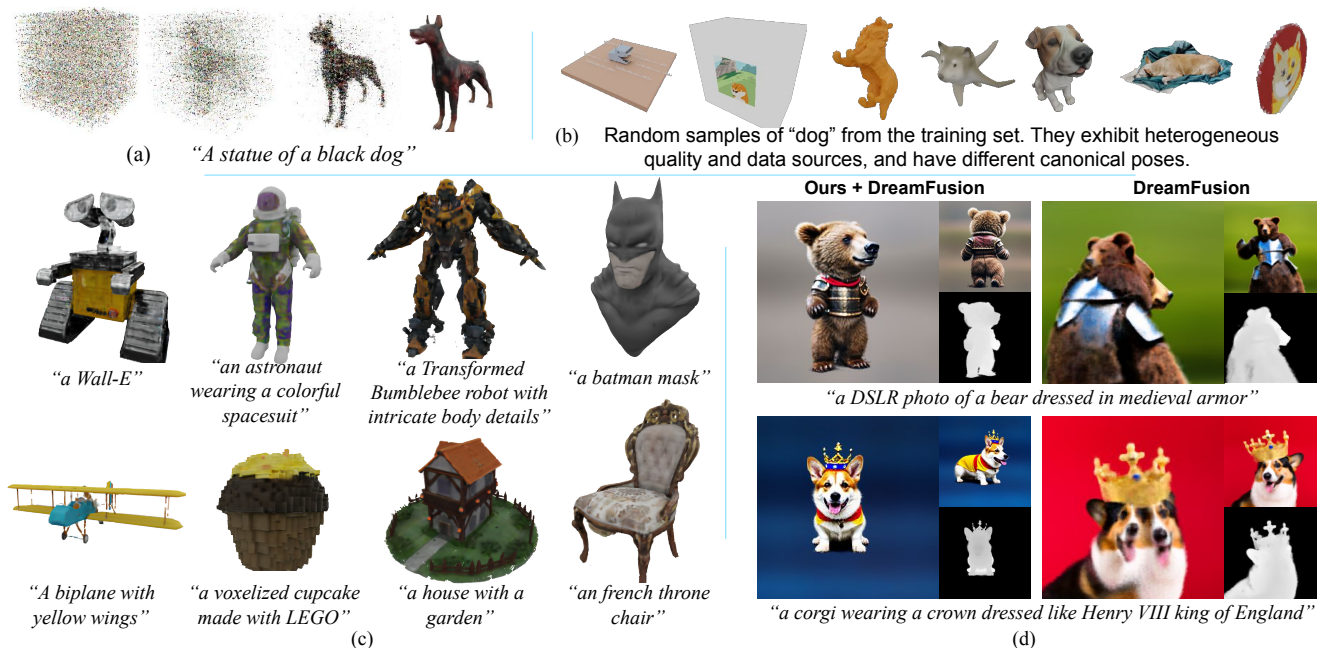 (a)
“A statue of a black dog”
(b)
Random samples of “dog” from the training set. They exhibit heterogeneous
quality and data sources, and have different canonical poses.
“a Wall-E”
“an astronaut
wearing a colorful
spacesuit”
“a Transformed
Bumblebee robot with
intricate body details”
“a batman mask”
“A biplane with
yellow wings”
“a voxelized cupcake
made with LEGO”
“a house with a
garden”
“an french throne
chair”
(c)
Ours + DreamFusion
DreamFusion
“a DSLR photo of a bear dressed in medieval armor”
“a corgi wearing a crown dressed like Henry VIII king of England”
(d)